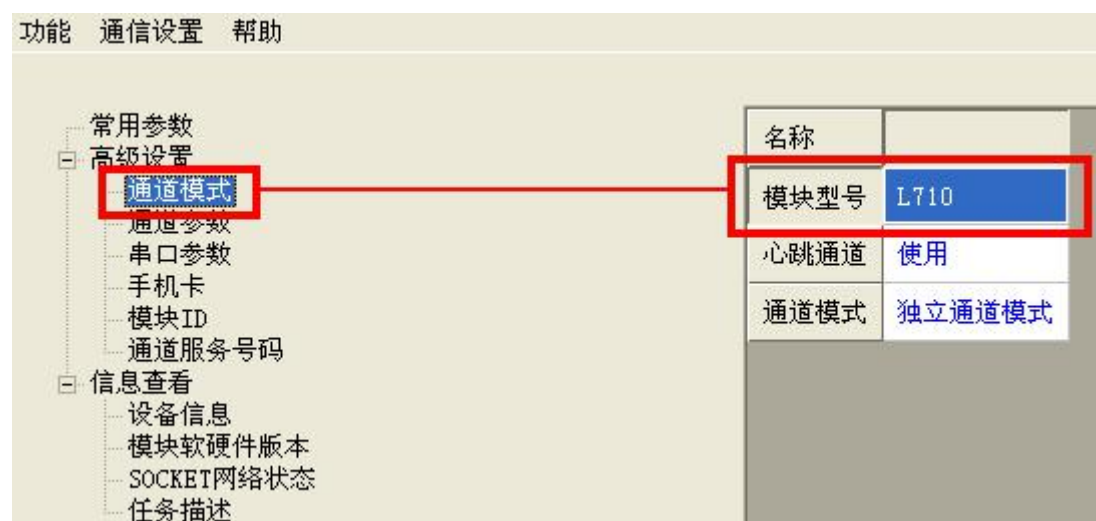 功能 通信设置 帮助
常用参数
高级设置
通道模式
通道参数
串口参数
手机卡
模块ID
通道服务号码
信息查看
设备信息
模块软硬件版本
SOCKET网络状态
任务描述
名称
模块型号 L710
心跳通道 使用
通道模式 独立通道模式